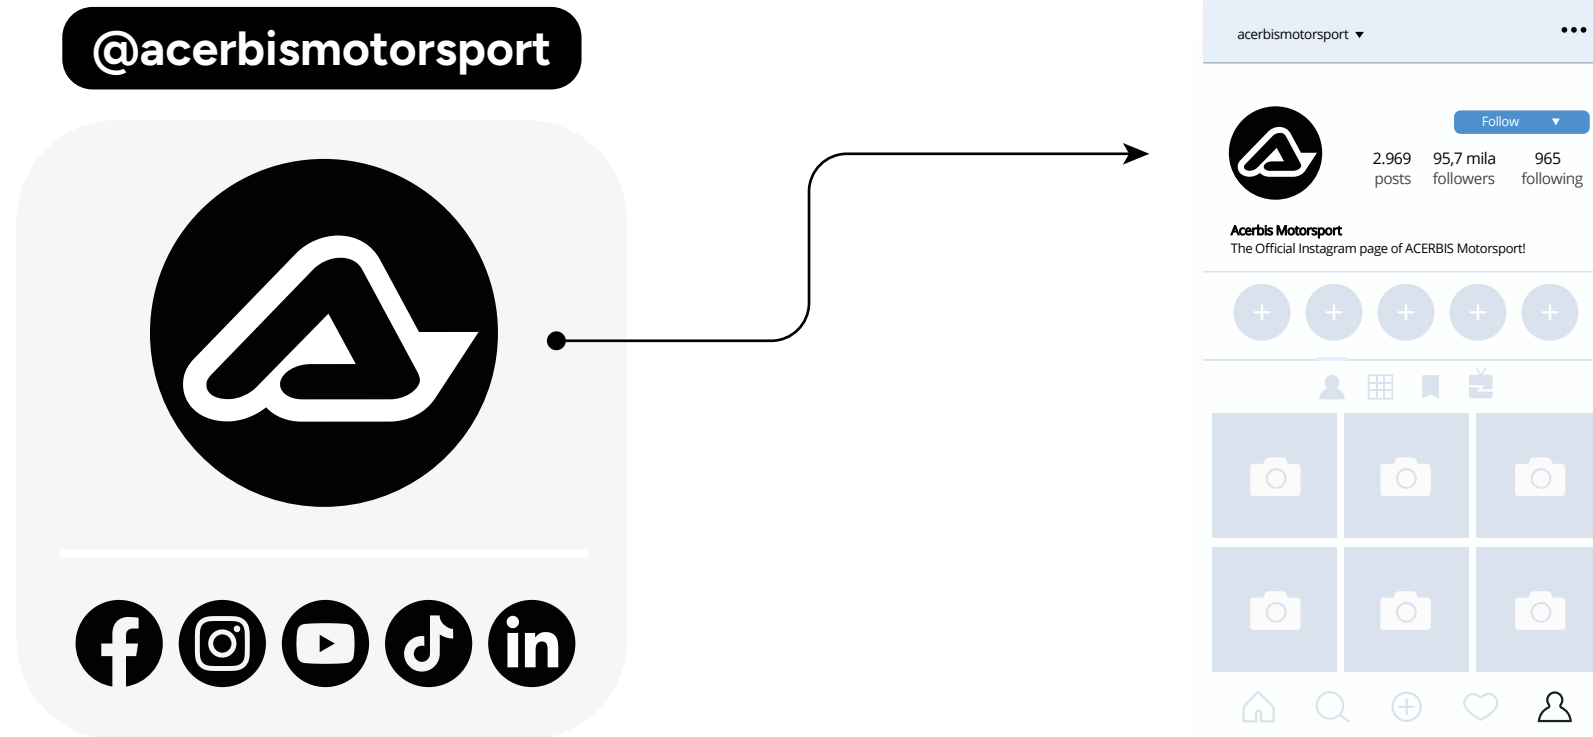 @acerbismotorsport
in
acerbismotorsport
Follow
2.969 95,7 mila 965
posts followers following
Acerbis Motorsport
The Official Instagram page of ACERBIS Motorsport!